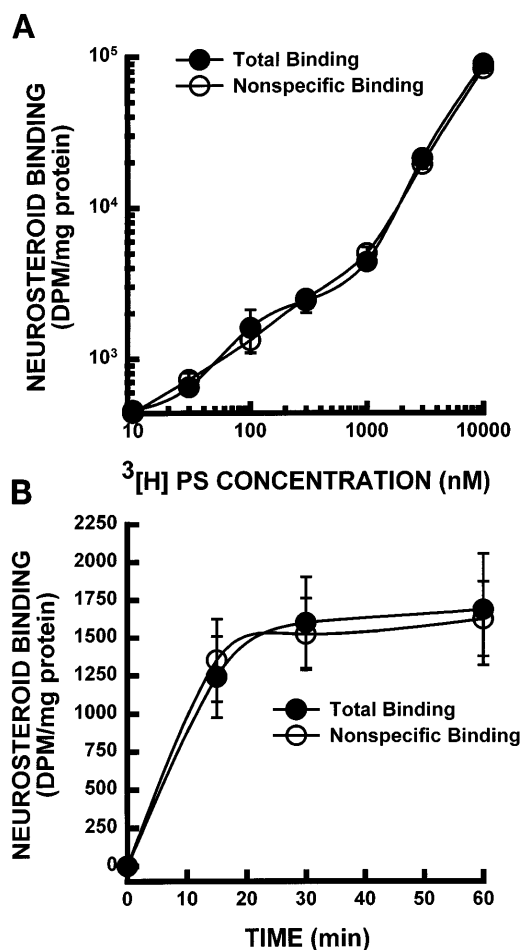 A
NEUROSTEROID BINDING
(DPM/mg protein)
10⁵
10⁴
10³
Total Binding
Nonspecific Binding
10 100 1000 10000
³[H] PS CONCENTRATION (nM)
B
NEUROSTEROID BINDING
(DPM/mg protein)
2250
2000
1750
1500
1250
1000
750
500
250
0
Total Binding
Nonspecific Binding
0 10 20 30 40 50 60
TIME (min)